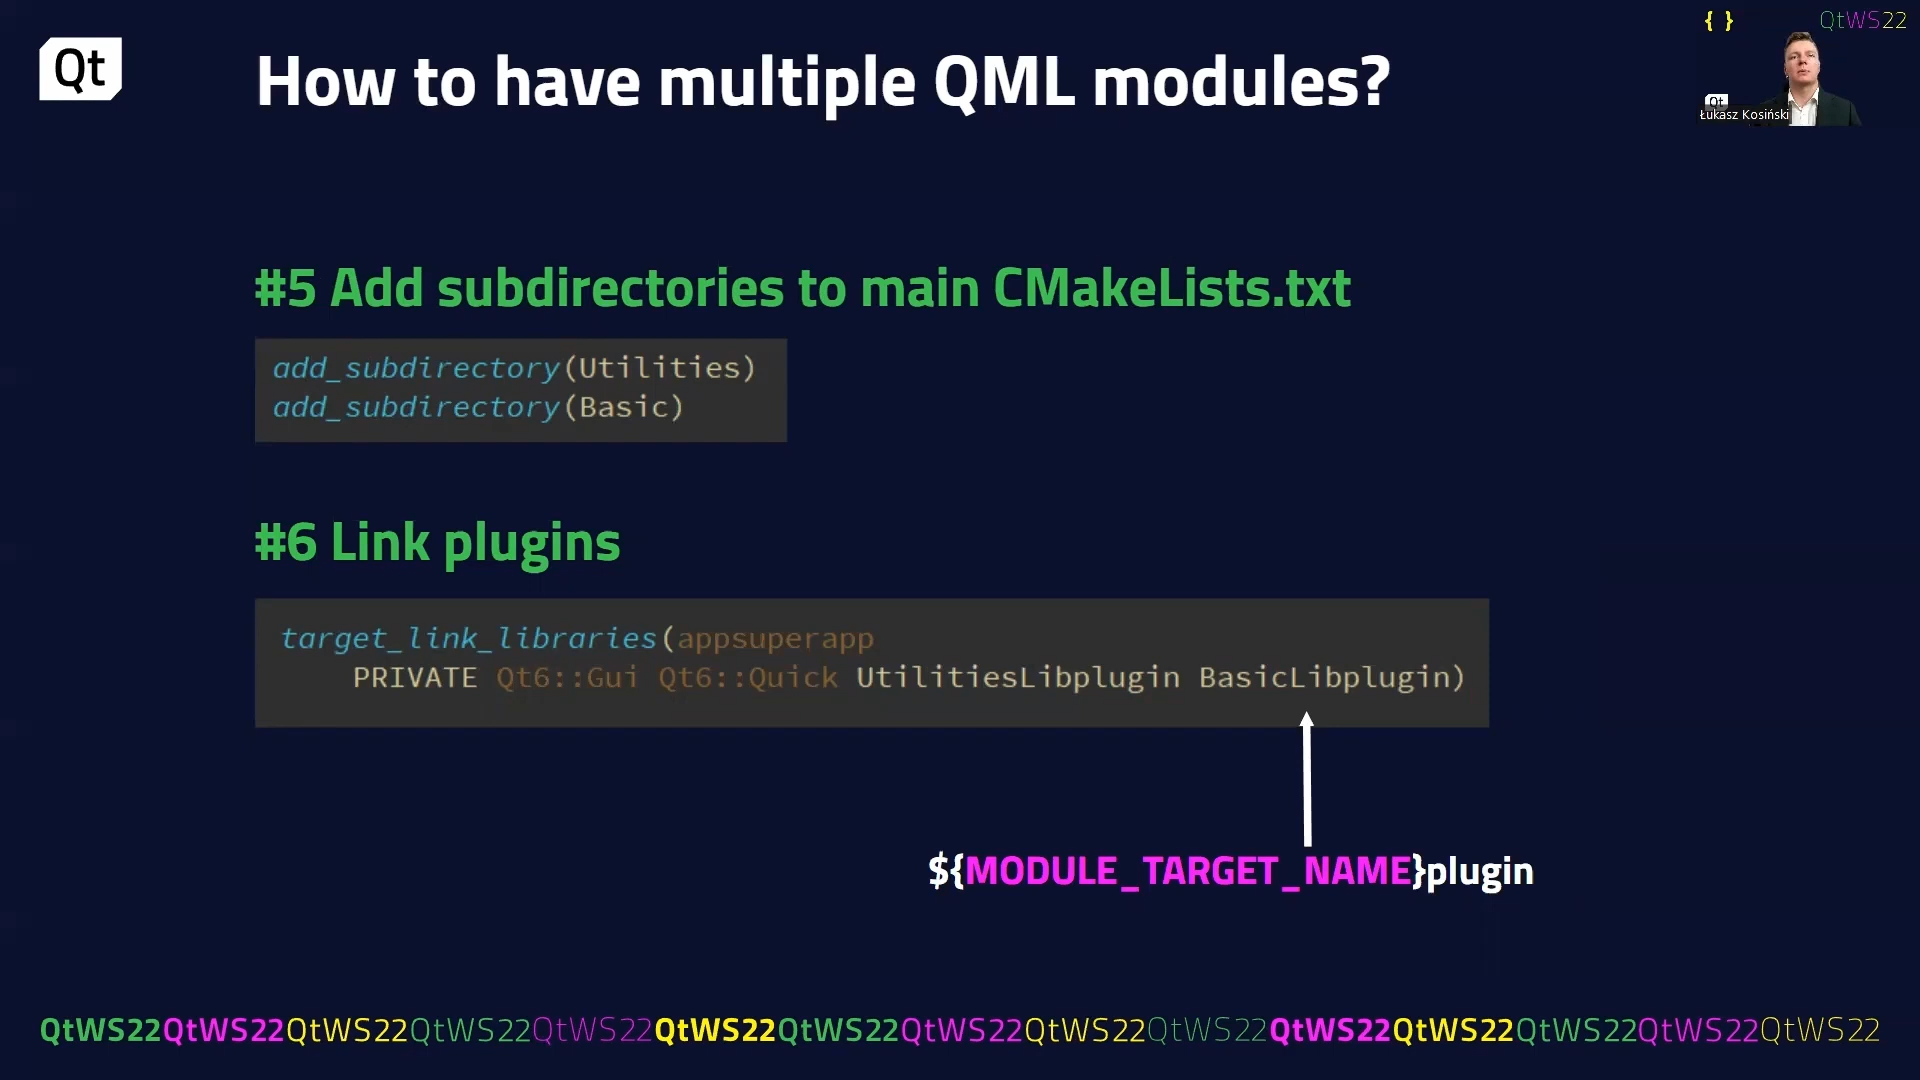 Qt
How to have multiple QML modules?
{ }
QtWS22
Qt
Łukasz Kosiński
#5 Add subdirectories to main CMakeLists.txt
add_subdirectory(Utilities)
add_subdirectory(Basic)
#6 Link plugins
target_link_libraries(appsuperapp
PRIVATE Qt6::Gui Qt6::Quick UtilitiesLibplugin BasicLibplugin)
${MODULE_TARGET_NAME}plugin
QtWS22QtWS22QtWS22QtWS22QtWS22QtWS22QtWS22QtWS22QtWS22QtWS22QtWS22QtWS22QtWS22QtWS22QtWS22